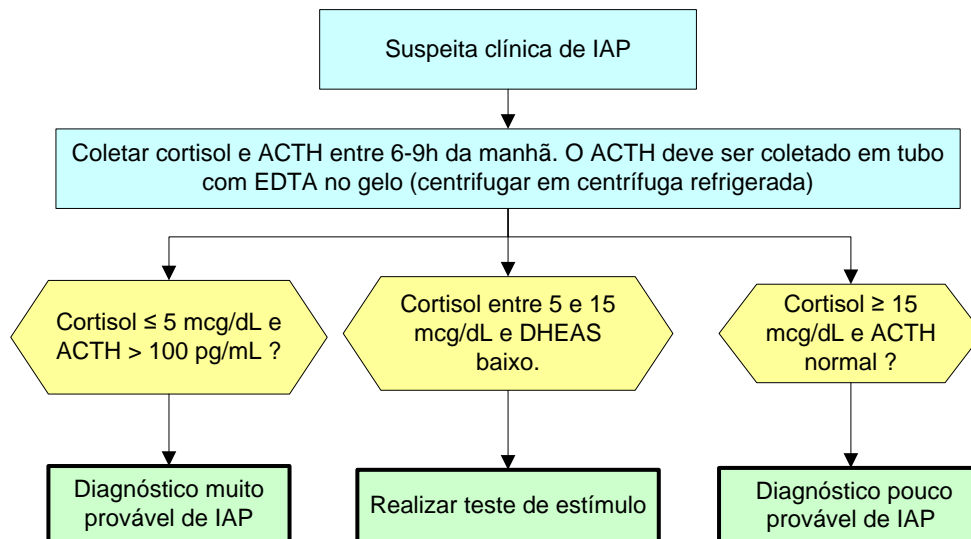 Suspeita clínica de IAP
Coletar cortisol e ACTH entre 6-9h da manhã. O ACTH deve ser coletado em tubo
com EDTA no gelo (centrifugar em centrífuga refrigerada)
Cortisol ≤ 5 mcg/dL e
ACTH > 100 pg/mL ?
Cortisol entre 5 e 15
mcg/dL e DHEAS
baixo.
Cortisol ≥ 15
mcg/dL e ACTH
normal ?
Diagnóstico muito
provável de IAP
Realizar teste de estímulo
Diagnóstico pouco
provável de IAP